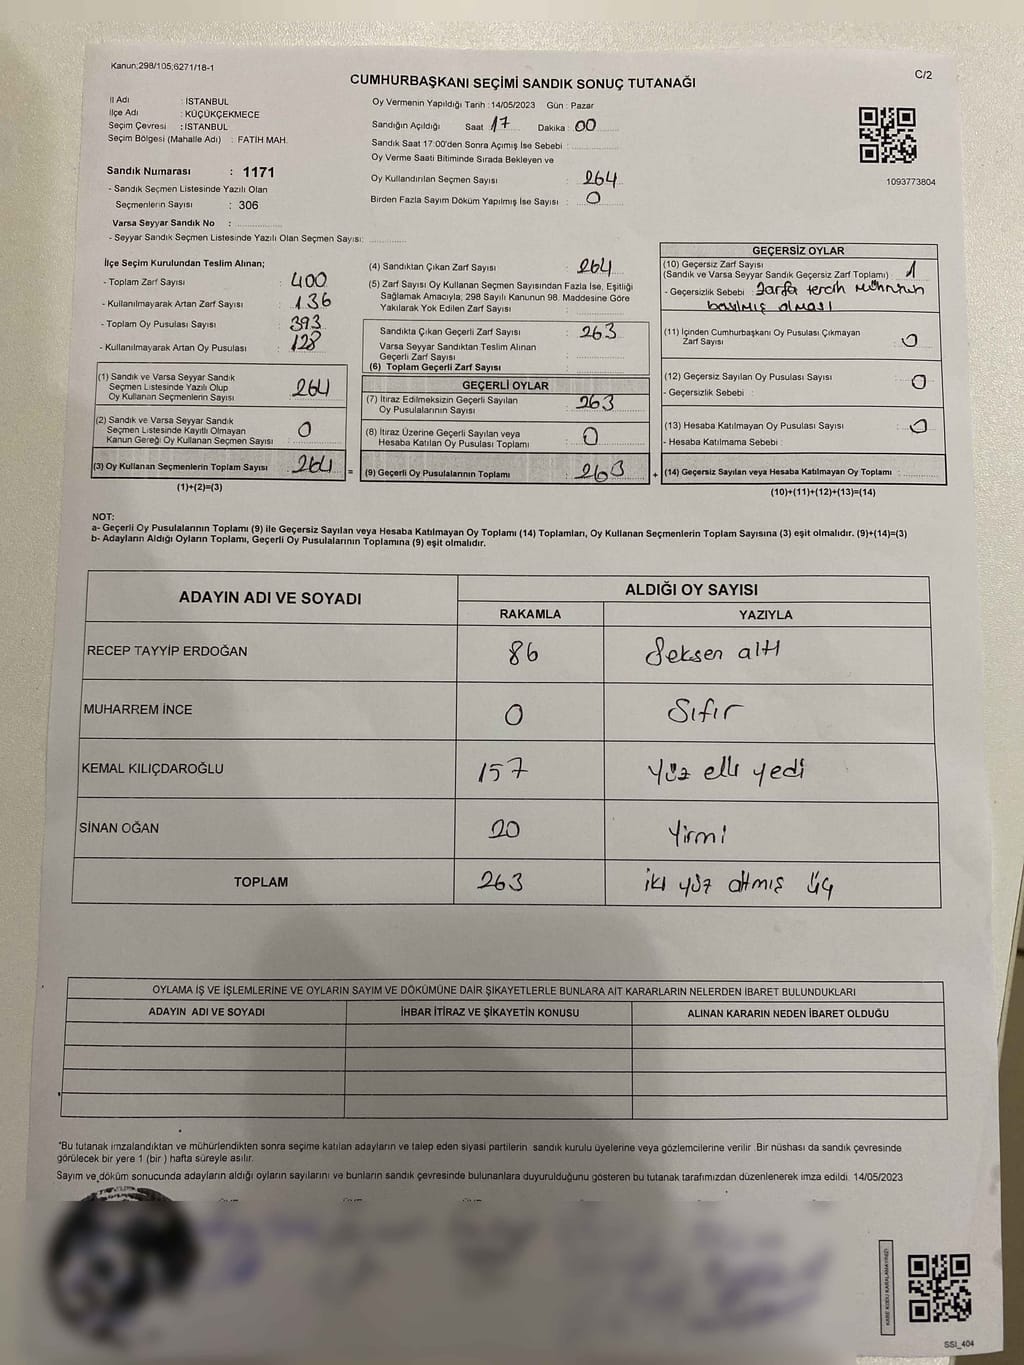 Kanun;298/105;6271/18-1
C/2
CUMHURBAŞKANI SEÇİMİ SANDIK SONUÇ TUTANAĞI
İl Adı : İSTANBUL
İlçe Adı : KÜÇÜKÇEKMECE
Seçim Çevresi : İSTANBUL
Seçim Bölgesi (Mahalle Adı) : FATİH MAH.
Sandık Numarası : 1171
- Sandık Seçmen Listesinde Yazılı Olan
Seçmenlerin Sayısı : 306
Varsa Seyyar Sandık No :
- Seyyar Sandık Seçmen Listesinde Yazılı Olan Seçmen Sayısı:
Oy Vermenin Yapıldığı Tarih : 14/05/2023 Gün : Pazar
Sandığın Açıldığı Saat 17 Dakika : 00
Sandık Saat 17:00'den Sonra Açımış İse Sebebi :
Oy Verme Saati Bitiminde Sırada Bekleyen ve
Oy Kullandırılan Seçmen Sayısı : 264
Birden Fazla Sayım Döküm Yapılmış İse Sayısı : 0
1093773804
İlçe Seçim Kurulundan Teslim Alınan;
- Toplam Zarf Sayısı : 400
- Kullanılmayarak Artan Zarf Sayısı : 136
- Toplam Oy Pusulası Sayısı : 393
- Kullanılmayarak Artan Oy Pusulası : 128
(1) Sandık ve Varsa Seyyar Sandık
Seçmen Listesinde Yazılı Olup
Oy Kullanan Seçmenlerin Sayısı : 264
(2) Sandık ve Varsa Seyyar Sandık
Seçmen Listesinde Kayıtlı Olmayan
Kanun Gereği Oy Kullanan Seçmen Sayısı : 0
(3) Oy Kullanan Seçmenlerin Toplam Sayısı : 264 =
(1)+(2)=(3)
(4) Sandıktan Çıkan Zarf Sayısı : 264
(5) Zarf Sayısı Oy Kullanan Seçmen Sayısından Fazla İse, Eşitliği
Sağlamak Amacıyla; 298 Sayılı Kanunun 98. Maddesine Göre
Yakılarak Yok Edilen Zarf Sayısı :
Sandıkta Çıkan Geçerli Zarf Sayısı : 263
Varsa Seyyar Sandıktan Teslim Alınan
Geçerli Zarf Sayısı :
(6) Toplam Geçerli Zarf Sayısı :
GEÇERLİ OYLAR
(7) İtiraz Edilmeksizin Geçerli Sayılan
Oy Pusulalarının Sayısı : 263
(8) İtiraz Üzerine Geçerli Sayılan veya
Hesaba Katılan Oy Pusulası Toplamı : 0
(9) Geçerli Oy Pusulalarının Toplamı : 263 +
GEÇERSİZ OYLAR
(10) Geçersiz Zarf Sayısı
(Sandık ve Varsa Seyyar Sandık Geçersiz Zarf Toplamı) : 1
- Geçersizlik Sebebi : Zarfa tercih mührünün
basılmış olması
(11) İçinden Cumhurbaşkanı Oy Pusulası Çıkmayan
Zarf Sayısı : 0
(12) Geçersiz Sayılan Oy Pusulası Sayısı : 0
- Geçersizlik Sebebi :
(13) Hesaba Katılmayan Oy Pusulası Sayısı : 0
- Hesaba Katılmama Sebebi :
(14) Geçersiz Sayılan veya Hesaba Katılmayan Oy Toplamı :
(10)+(11)+(12)+(13)=(14)
NOT:
a- Geçerli Oy Pusulalarının Toplamı (9) ile Geçersiz Sayılan veya Hesaba Katılmayan Oy Toplamı (14) Toplamları, Oy Kullanan Seçmenlerin Toplam Sayısına (3) eşit olmalıdır. (9)+(14)=(3)
b- Adayların Aldığı Oyların Toplamı, Geçerli Oy Pusulalarının Toplamına (9) eşit olmalıdır.
ADAYIN ADI VE SOYADI ALDIĞI OY SAYISI
RAKAMLA YAZIYLA
RECEP TAYYİP ERDOĞAN 86 Seksen altı
MUHARREM İNCE 0 Sıfır
KEMAL KILIÇDAROĞLU 157 Yüz elli yedi
SİNAN OĞAN 20 Yirmi
TOPLAM 263 iki yüz altmış üç
OYLAMA İŞ VE İŞLEMLERİNE VE OYLARIN SAYIM VE DÖKÜMÜNE DAİR ŞİKAYETLERLE BUNLARA AİT KARARLARIN NELERDEN İBARET BULUNDUKLARI
ADAYIN ADI VE SOYADI İHBAR İTİRAZ VE ŞİKAYETİN KONUSU ALINAN KARARIN NEDEN İBARET OLDUĞU
*Bu tutanak imzalandıktan ve mühürlendikten sonra seçime katılan adayların ve talep eden siyasi partilerin sandık kurulu üyelerine veya gözlemcilerine verilir. Bir nüshası da sandık çevresinde
görülecek bir yere 1 (bir ) hafta süreyle asılır.
Sayım ve döküm sonucunda adayların aldığı oyların sayılarını ve bunların sandık çevresinde bulunanlara duyurulduğunu gösteren bu tutanak tarafımızdan düzenlenerek imza edildi. 14/05/2023
SSİ_404